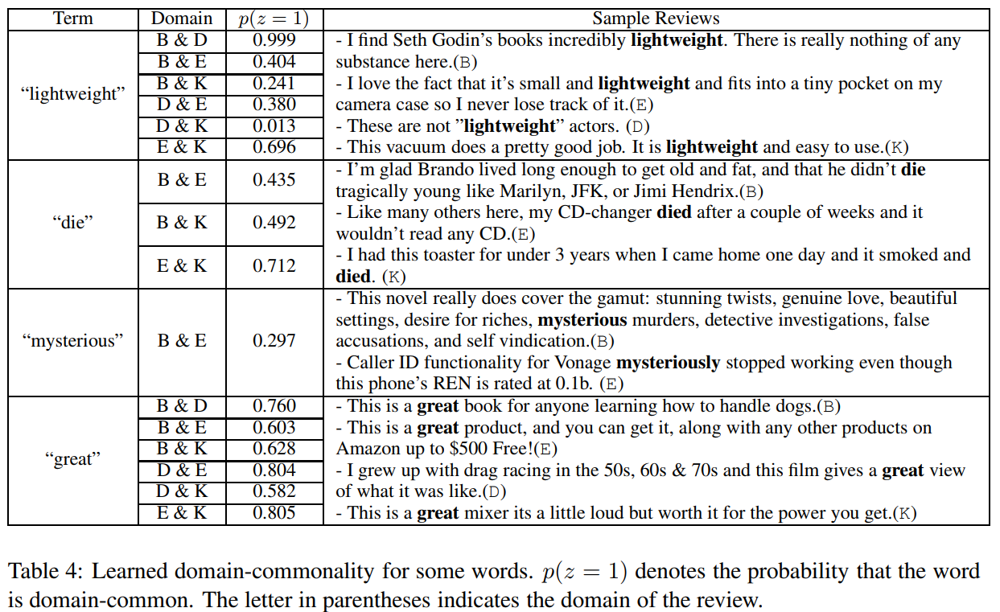 Term Domain p(z = 1) Sample Reviews
"lightweight"
B & D 0.999
B & E 0.404
B & K 0.241
D & E 0.380
D & K 0.013
E & K 0.696
- I find Seth Godin's books incredibly lightweight. There is really nothing of any
substance here.(B)
- I love the fact that it's small and lightweight and fits into a tiny pocket on my
camera case so I never lose track of it.(E)
- These are not "lightweight" actors. (D)
- This vacuum does a pretty good job. It is lightweight and easy to use.(K)
"die"
B & E 0.435
B & K 0.492
E & K 0.712
- I'm glad Brando lived long enough to get old and fat, and that he didn't die
tragically young like Marilyn, JFK, or Jimi Hendrix.(B)
- Like many others here, my CD-changer died after a couple of weeks and it
wouldn't read any CD.(E)
- I had this toaster for under 3 years when I came home one day and it smoked and
died. (K)
"mysterious"
B & E 0.297
- This novel really does cover the gamut: stunning twists, genuine love, beautiful
settings, desire for riches, mysterious murders, detective investigations, false
accusations, and self vindication.(B)
- Caller ID functionality for Vonage mysteriously stopped working even though
this phone's REN is rated at 0.1b. (E)
"great"
B & D 0.760
B & E 0.603
B & K 0.628
D & E 0.804
D & K 0.582
E & K 0.805
- This is a great book for anyone learning how to handle dogs.(B)
- This is a great product, and you can get it, along with any other products on
Amazon up to $500 Free!(E)
- I grew up with drag racing in the 50s, 60s & 70s and this film gives a great view
of what it was like.(D)
- This is a great mixer its a little loud but worth it for the power you get.(K)
Table 4: Learned domain-commonality for some words. p(z = 1) denotes the probability that the word
is domain-common. The letter in parentheses indicates the domain of the review.